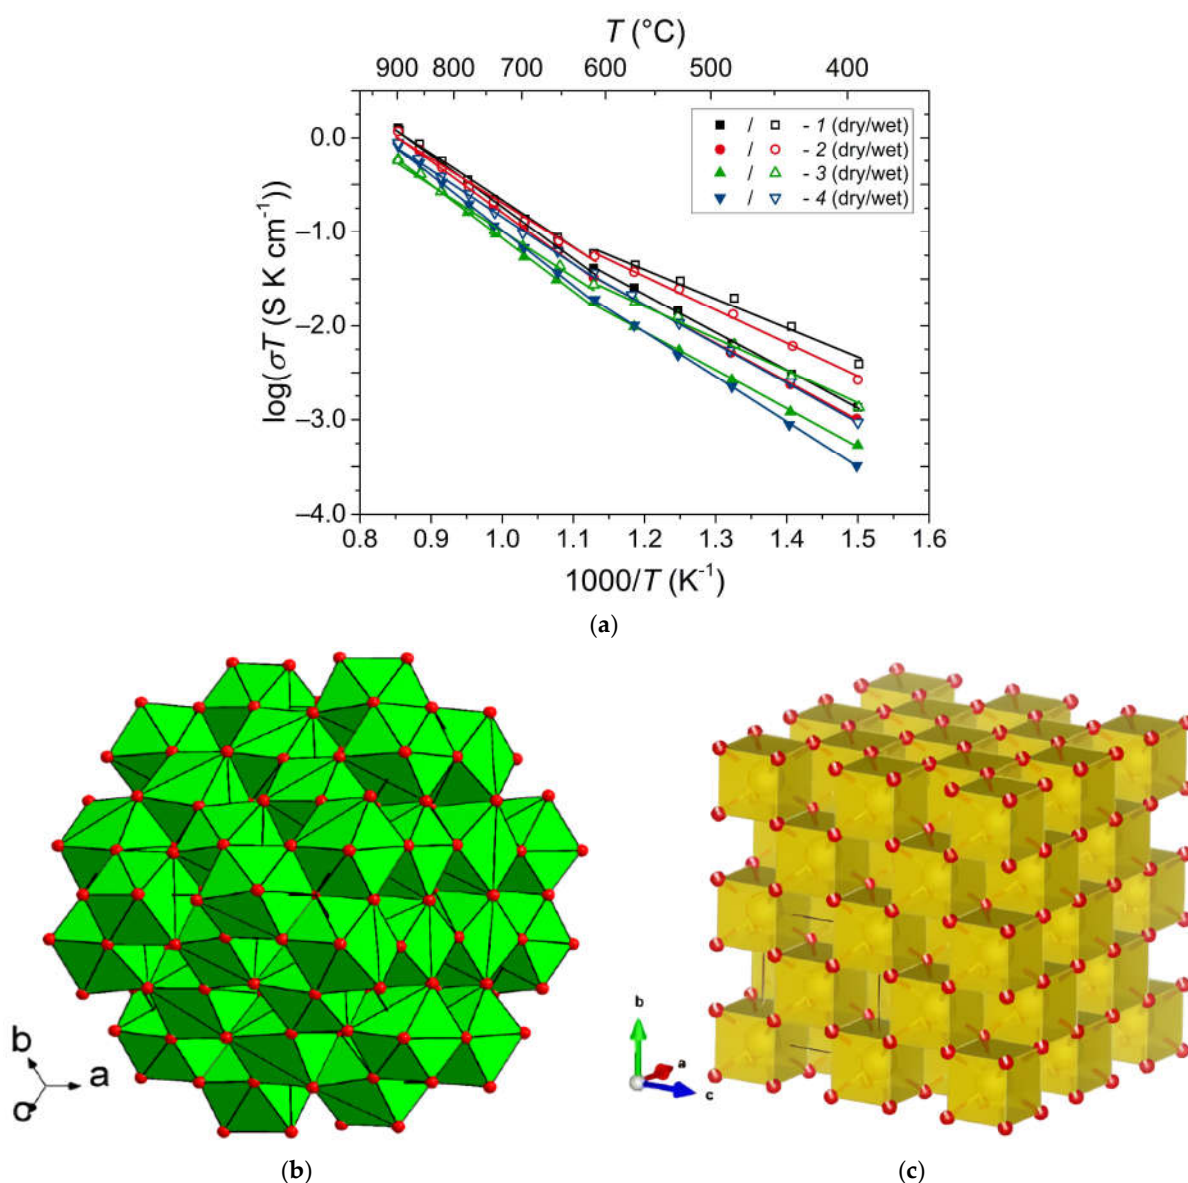 T (°C)
900 800 700 600 500 400
/ - 1 (dry/wet)
/ - 2 (dry/wet)
/ - 3 (dry/wet)
/ - 4 (dry/wet)
0.0
–1.0
–2.0
–3.0
–4.0
log(σT (S K cm⁻¹))
0.8 0.9 1.0 1.1 1.2 1.3 1.4 1.5 1.6
1000/T (K⁻¹)
(a)
b
a
c
b
a
c
(b) (c)